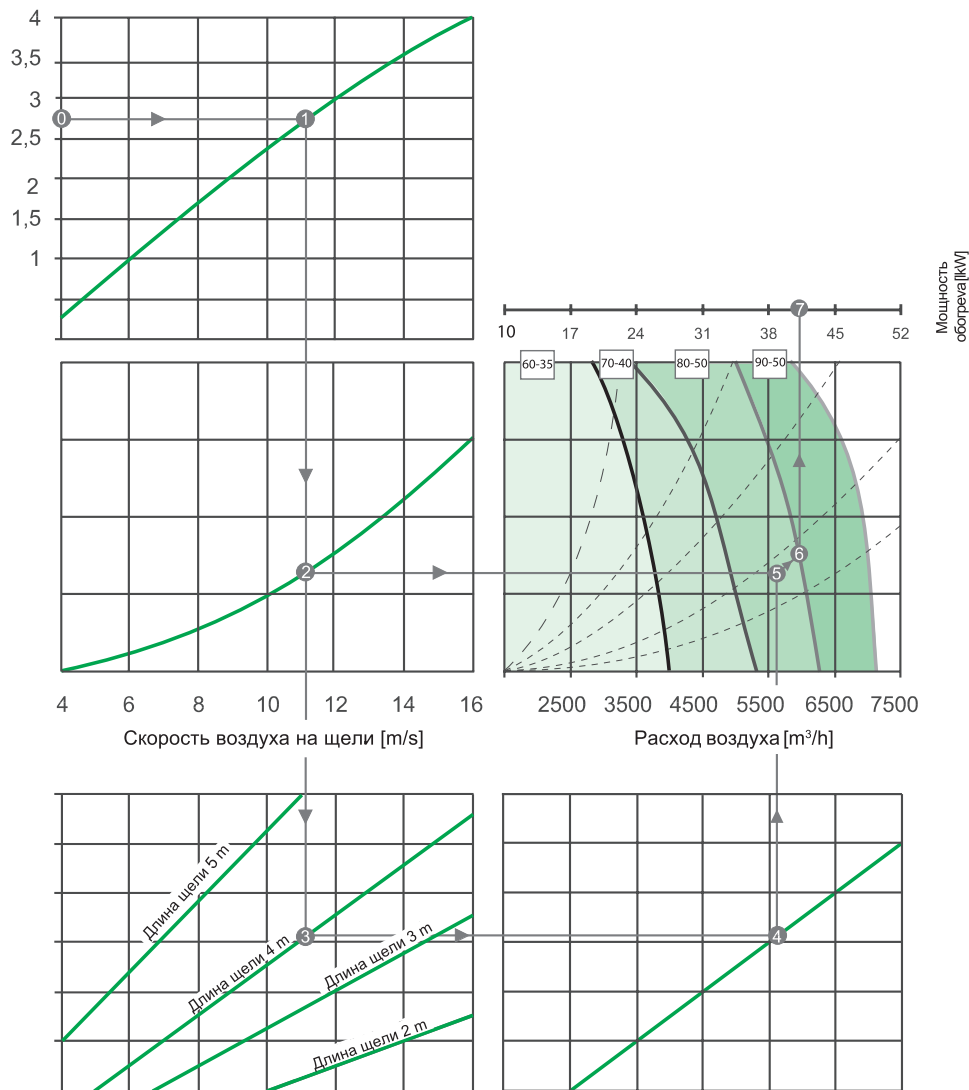 4
3,5
3
2,5
2
1,5
1
0
1
2
3
4
5
6
7
10 17 24 31 38 45 52
Мощность
обогрева[kW]
60-35 70-40 80-50 90-50
4 6 8 10 12 14 16
Скорость воздуха на щели [m/s]
2500 3500 4500 5500 6500 7500
Расход воздуха [m³/h]
Длина щели 5 m
Длина щели 4 m
Длина щели 3 m
Длина щели 2 m